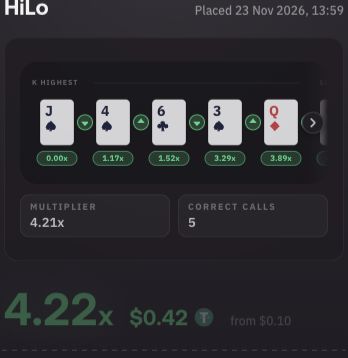 HiLo
Placed 23 Nov 2026, 13:59
K HIGHEST
J 4 6 3 Q
0.00x 1.17x 1.52x 3.29x 3.89x
MULTIPLIER
4.21x
CORRECT CALLS
5
4.22x $0.42 T from $0.10